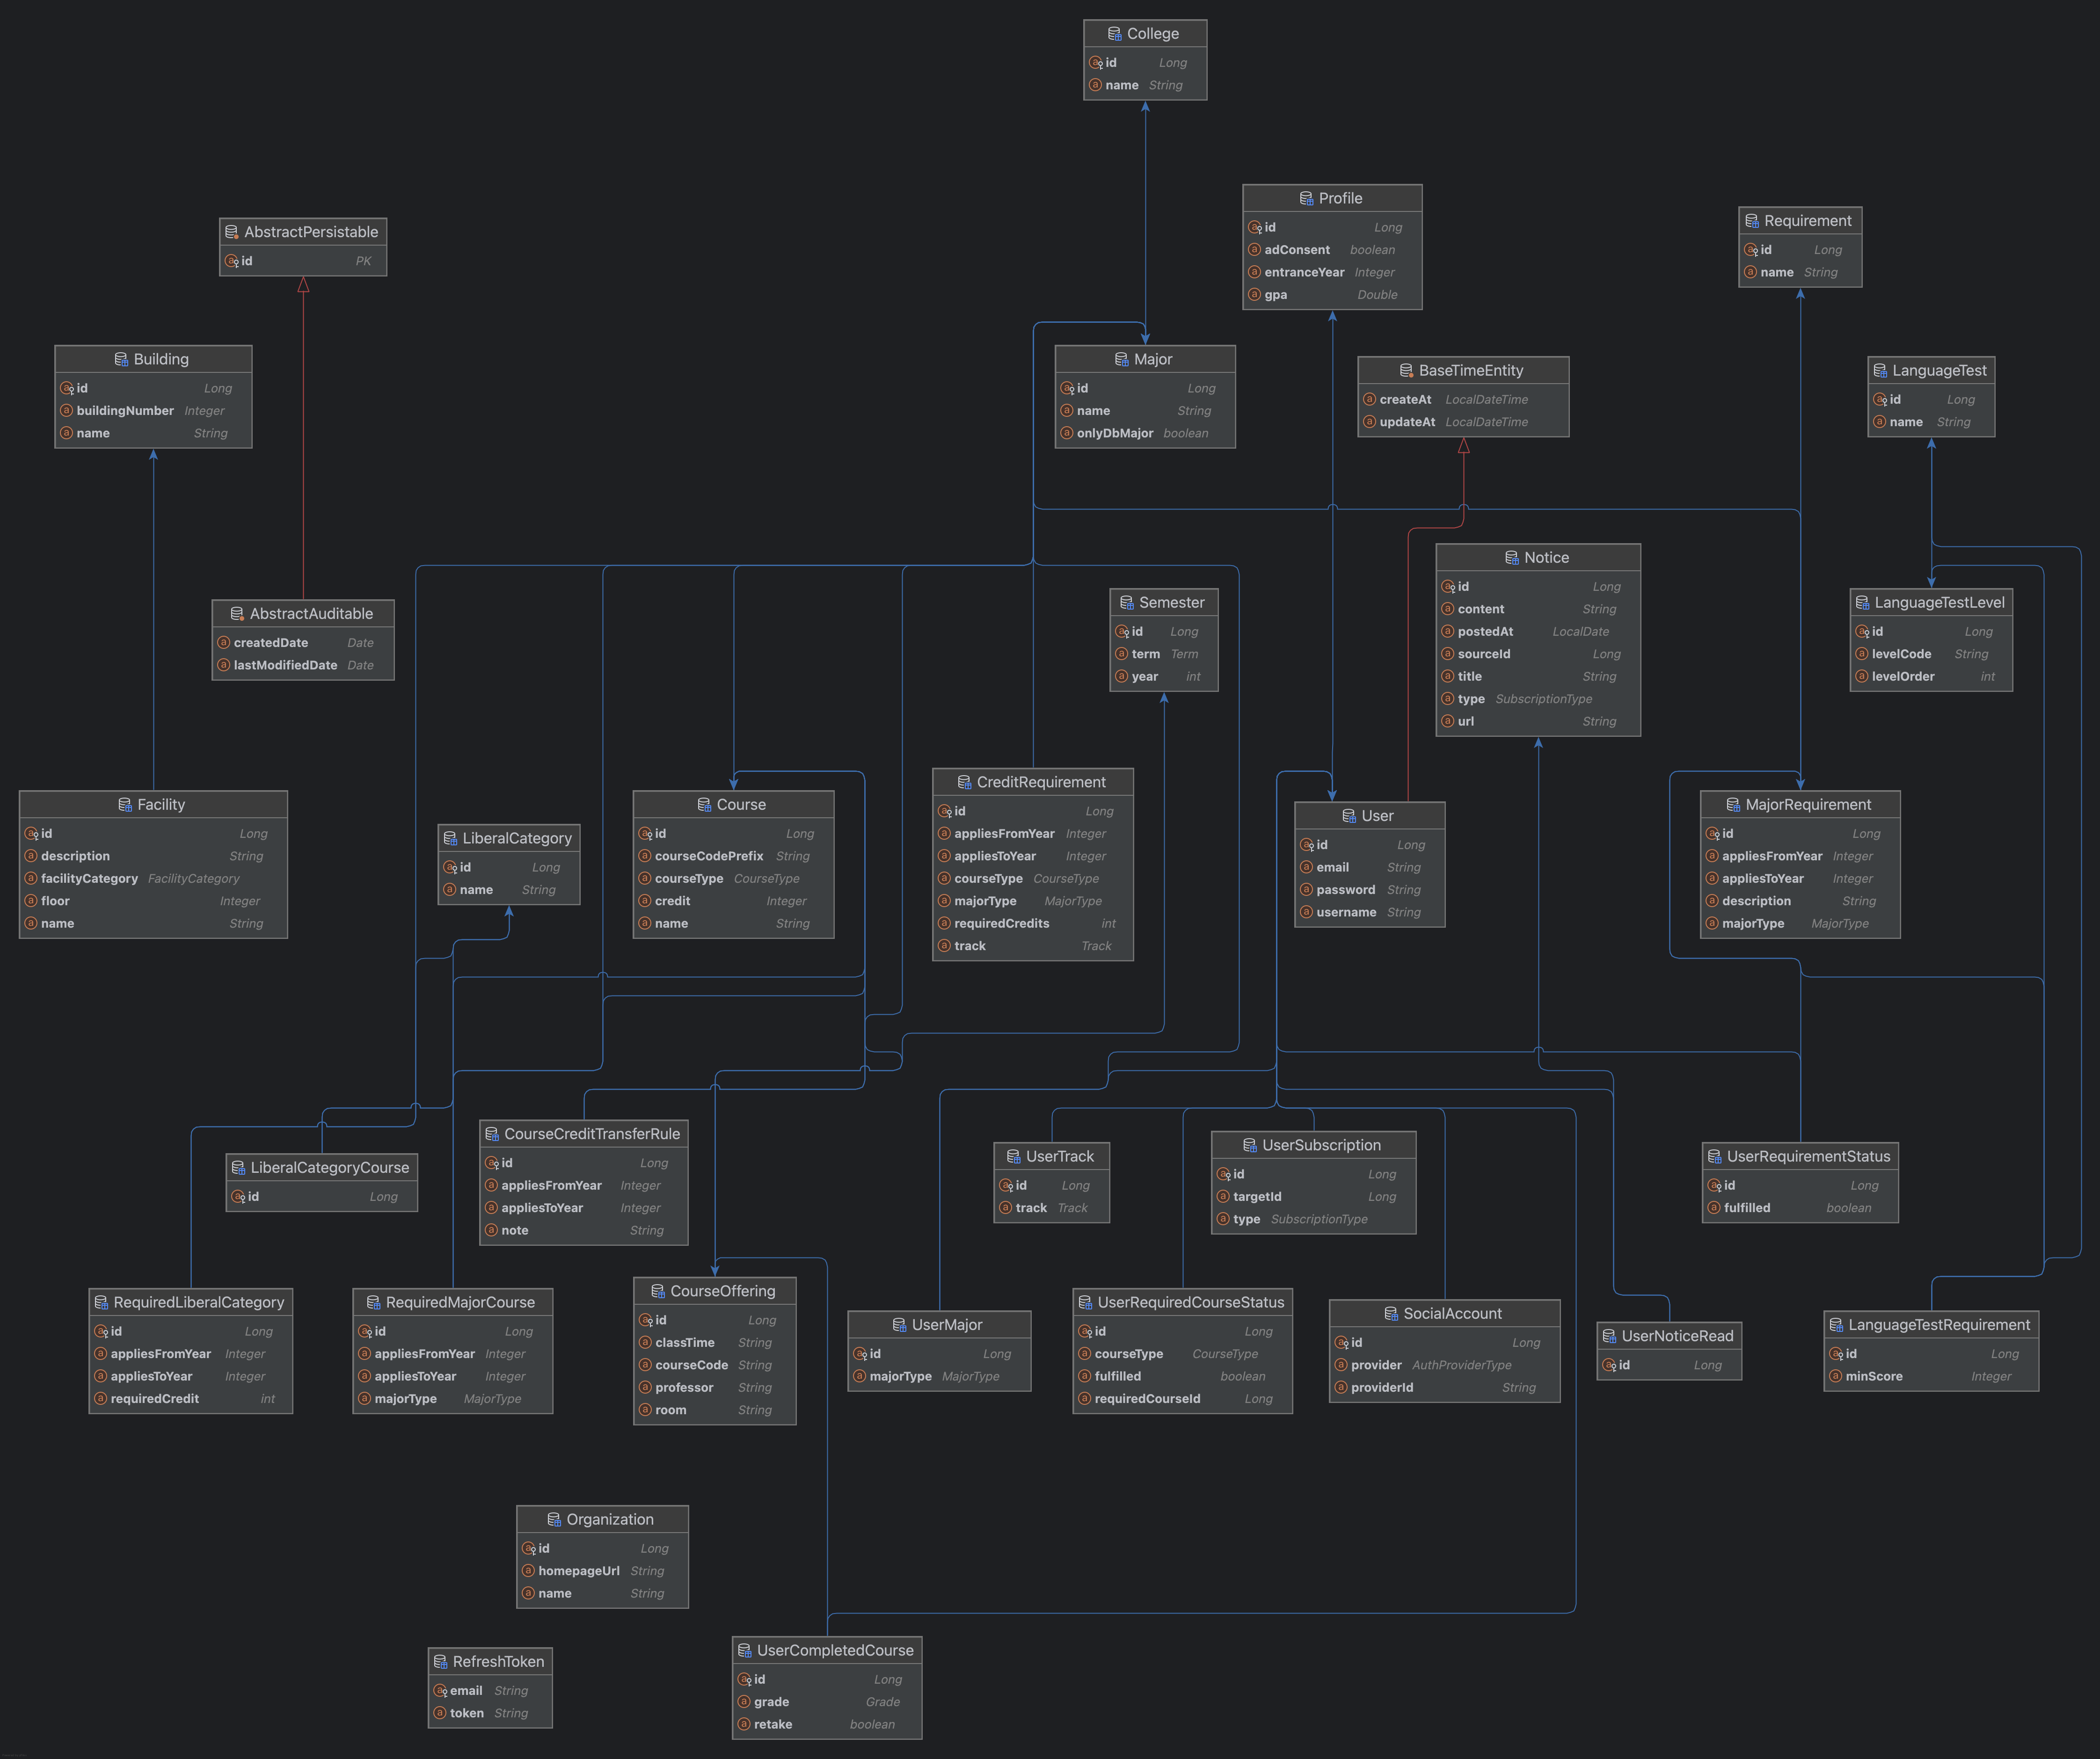 College
id Long
name String
Profile
id Long
adConsent boolean
entranceYear Integer
gpa Double
Requirement
id Long
name String
AbstractPersistable
id PK
Building
id Long
buildingNumber Integer
name String
Major
id Long
name String
onlyDbMajor boolean
BaseTimeEntity
createAt LocalDateTime
updateAt LocalDateTime
LanguageTest
id Long
name String
Notice
id Long
content String
postedAt LocalDate
sourceId Long
title String
type SubscriptionType
url String
AbstractAuditable
createdDate Date
lastModifiedDate Date
Semester
id Long
term Term
year int
LanguageTestLevel
id Long
levelCode String
levelOrder int
Facility
id Long
description String
facilityCategory FacilityCategory
floor Integer
name String
LiberalCategory
id Long
name String
Course
id Long
courseCodePrefix String
courseType CourseType
credit Integer
name String
CreditRequirement
id Long
appliesFromYear Integer
appliesToYear Integer
courseType CourseType
majorType MajorType
requiredCredits int
track Track
User
id Long
email String
password String
username String
MajorRequirement
id Long
appliesFromYear Integer
appliesToYear Integer
description String
majorType MajorType
LiberalCategoryCourse
id Long
CourseCreditTransferRule
id Long
appliesFromYear Integer
appliesToYear Integer
note String
UserTrack
id Long
track Track
UserSubscription
id Long
targetId Long
type SubscriptionType
UserRequirementStatus
id Long
fulfilled boolean
RequiredLiberalCategory
id Long
appliesFromYear Integer
appliesToYear Integer
requiredCredit int
RequiredMajorCourse
id Long
appliesFromYear Integer
appliesToYear Integer
majorType MajorType
CourseOffering
id Long
classTime String
courseCode String
professor String
room String
UserMajor
id Long
majorType MajorType
UserRequiredCourseStatus
id Long
courseType CourseType
fulfilled boolean
requiredCourseId Long
SocialAccount
id Long
provider AuthProviderType
providerId String
UserNoticeRead
id Long
LanguageTestRequirement
id Long
minScore Integer
Organization
id Long
homepageUrl String
name String
RefreshToken
email String
token String
UserCompletedCourse
id Long
grade Grade
retake boolean